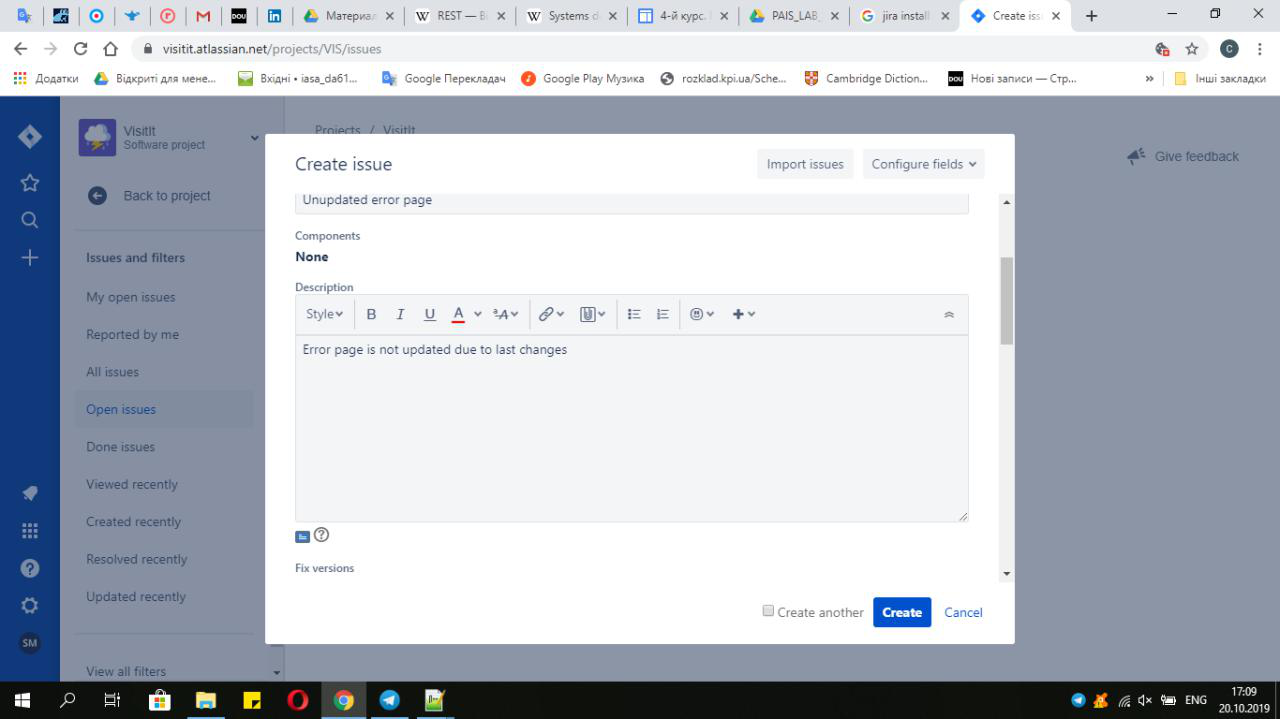 Материал
REST — В
Systems d
4-й курс.
PAIS_LAB_
jira install
Create iss
visitit.atlassian.net/projects/VIS/issues
C
Додатки
Відкриті для мене...
Вхідні • iasa_da61...
Google Перекладач
Google Play Музика
rozklad.kpi.ua/Sche...
Cambridge Diction...
DOU
Нові записи — Стр...
»
Інші закладки
VisitIt
Software project
Projects / VisitIt
Give feedback
Back to project
Issues and filters
My open issues
Reported by me
All issues
Open issues
Done issues
Viewed recently
Created recently
Resolved recently
Updated recently
View all filters
SM
Create issue
Import issues
Configure fields
Unupdated error page
Components
None
Description
Style
B I U A
Error page is not updated due to last changes
Fix versions
Create another
Create
Cancel
ENG
17:09
20.10.2019